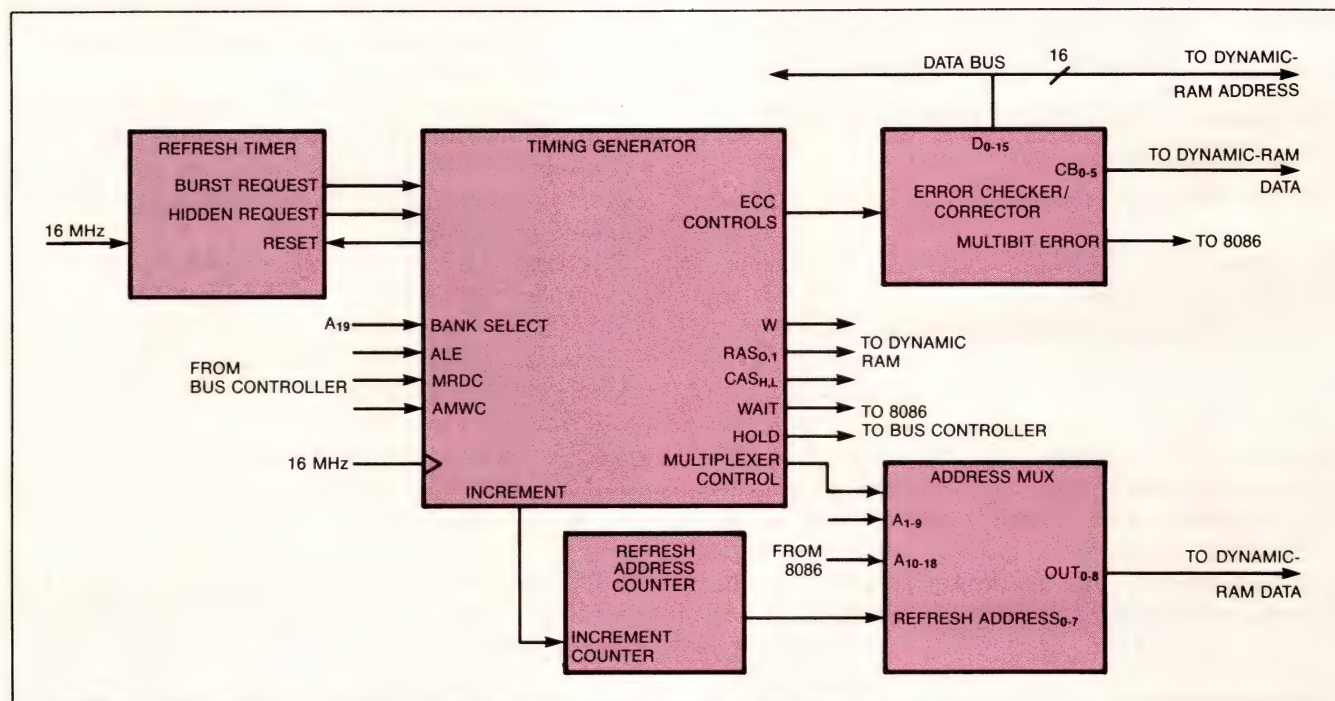 DATA BUS
16
TO DYNAMIC-
RAM ADDRESS
REFRESH TIMER
BURST REQUEST
HIDDEN REQUEST
RESET
16 MHz
TIMING GENERATOR
ECC
CONTROLS
D0-15
CB0-5
ERROR CHECKER/
CORRECTOR
MULTIBIT ERROR
TO DYNAMIC-RAM
DATA
TO 8086
A19
BANK SELECT
ALE
FROM
BUS CONTROLLER
MRDC
AMWC
16 MHz
INCREMENT
W
RASO,1
CASH,L
TO DYNAMIC
RAM
WAIT
TO 8086
HOLD
TO BUS CONTROLLER
MULTIPLEXER
CONTROL
REFRESH
ADDRESS
COUNTER
INCREMENT
COUNTER
ADDRESS MUX
A1-9
FROM
8086
A10-18
OUT0-8
REFRESH ADDRESS0-7
TO DYNAMIC-
RAM DATA